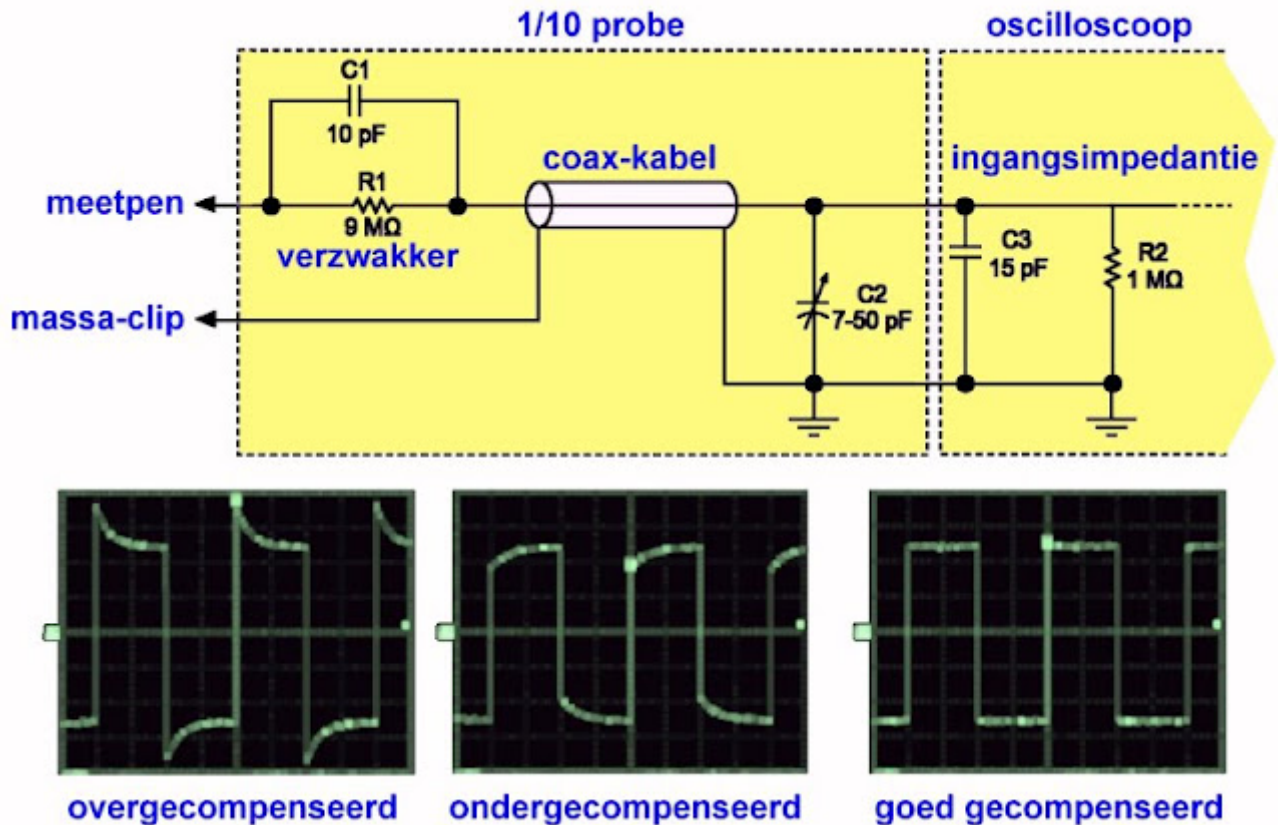 1/10 probe
oscilloscoop
C1
10 pF
coax-kabel
ingangsimpedantie
meetpen
R1
9 MΩ
verzwakker
C3
15 pF
R2
1 MΩ
massa-clip
C2
7-50 pF
overgecompenseerd
ondergecompenseerd
goed gecompenseerd